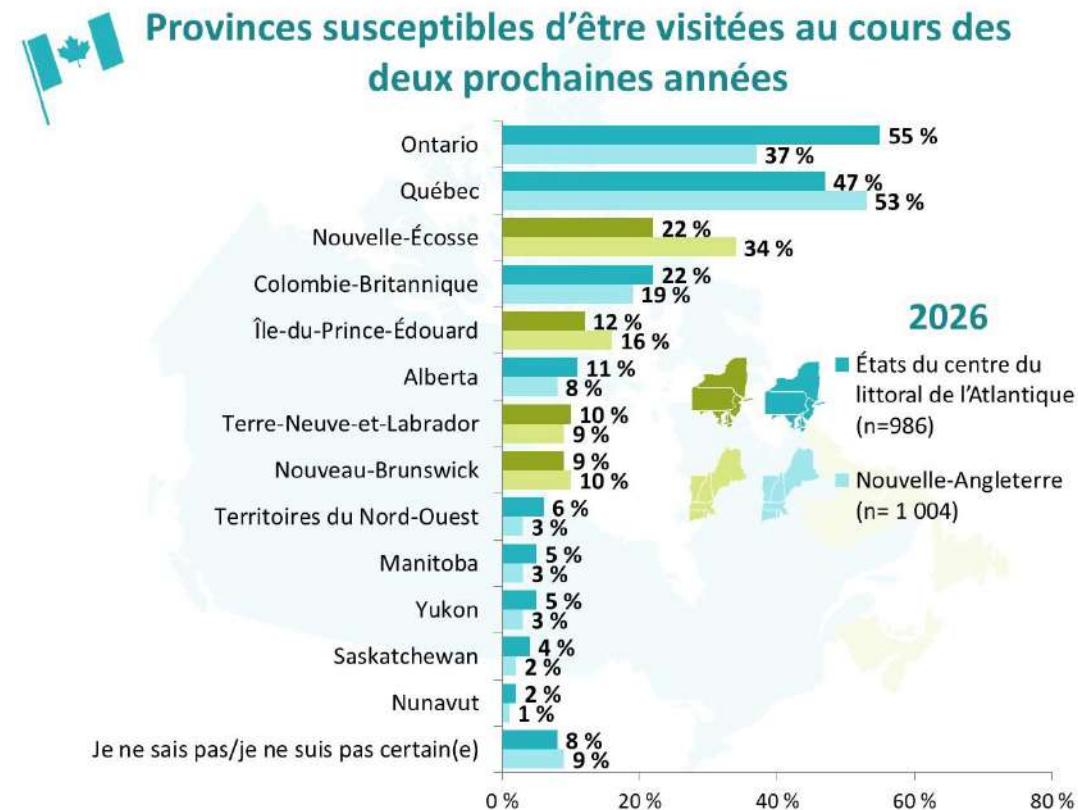 Provinces susceptibles d’être visitées au cours des
deux prochaines années
Ontario
55 %
37 %
Québec
47 %
53 %
Nouvelle-Écosse
22 %
34 %
Colombie-Britannique
22 %
19 %
Île-du-Prince-Édouard
12 %
16 %
Alberta
11 %
8 %
Terre-Neuve-et-Labrador
10 %
9 %
Nouveau-Brunswick
9 %
10 %
Territoires du Nord-Ouest
6 %
3 %
Manitoba
5 %
3 %
Yukon
5 %
3 %
Saskatchewan
4 %
2 %
Nunavut
2 %
1 %
Je ne sais pas/je ne suis pas certain(e)
8 %
9 %
0 % 20 % 40 % 60 % 80 %
2026
États du centre du
littoral de l’Atlantique
(n=986)
Nouvelle-Angleterre
(n= 1 004)